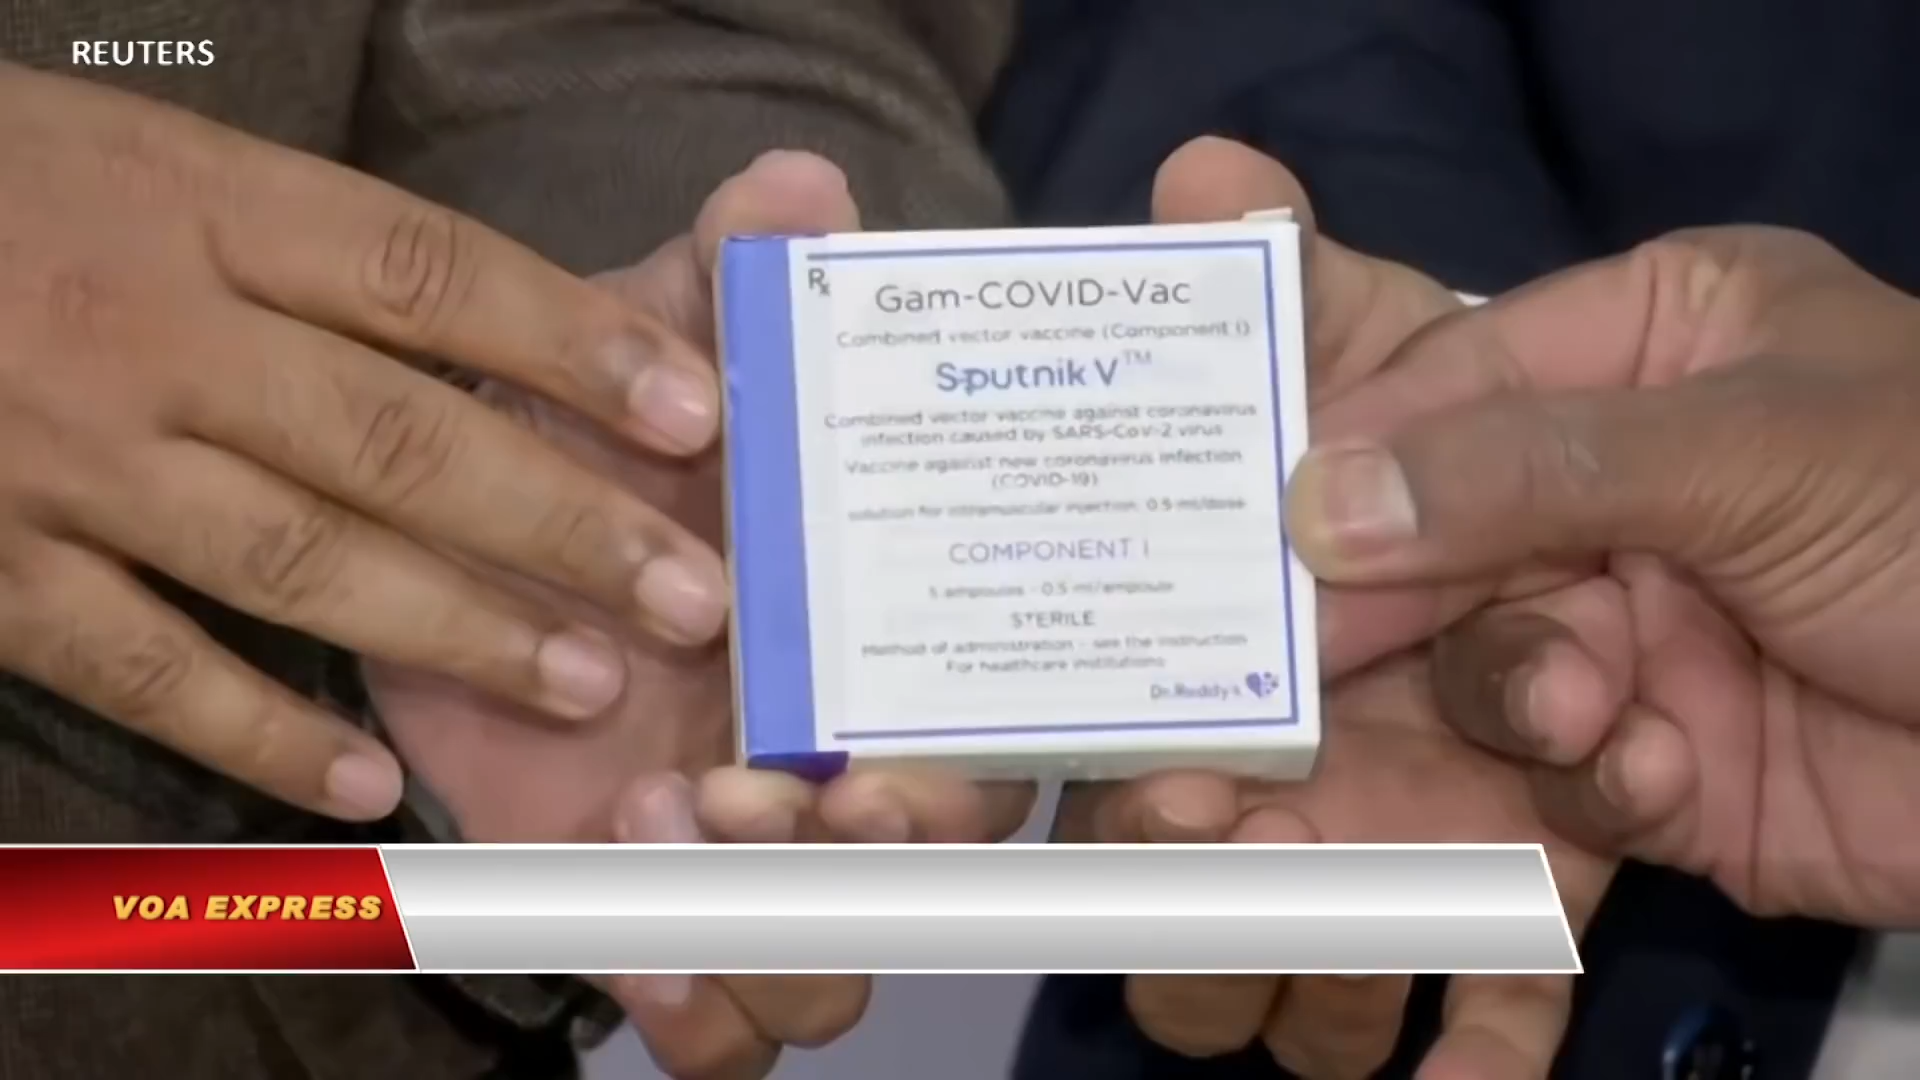 REUTERS
Rx
Gam-COVID-Vac
Combined vector vaccine (Component I)
Sputnik V™
Combined vector vaccine against coronavirus
infection caused by SARS-CoV-2 virus
Vaccine against new coronavirus infection
(COVID-19)
solution for intramuscular injection, 0.5 ml/dose
COMPONENT I
5 ampoules - 0.5 ml/ampoule
STERILE
Method of administration - see the instruction
For healthcare institutions
Dr.Reddy's
VOA EXPRESS